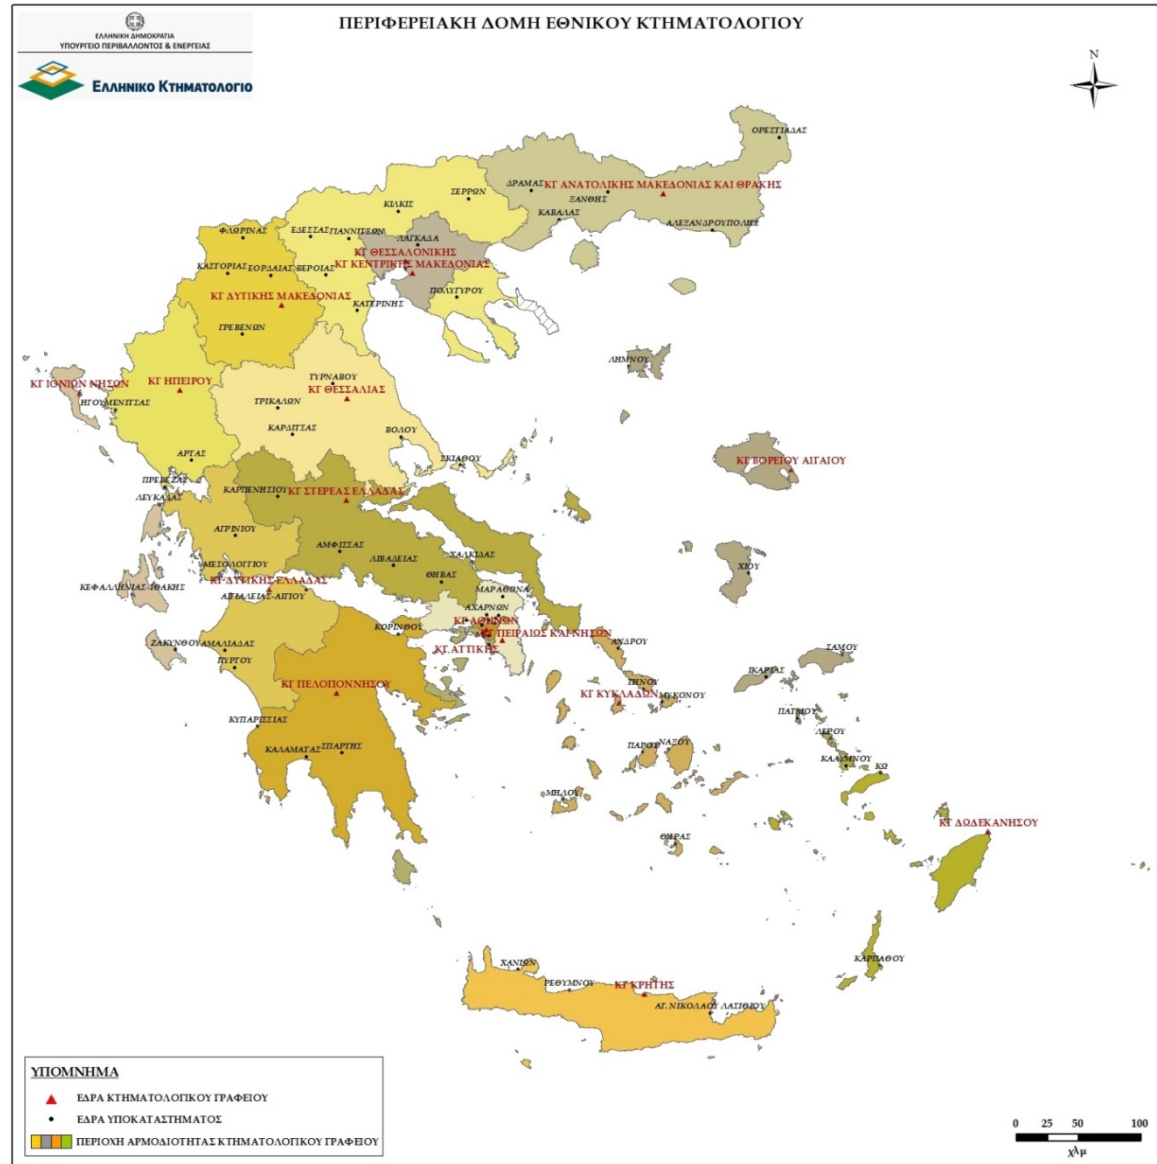 ΠΕΡΙΦΕΡΕΙΑΚΗ ΔΟΜΗ ΕΘΝΙΚΟΥ ΚΤΗΜΑΤΟΛΟΓΙΟΥ
ΕΛΛΗΝΙΚΗ ΔΗΜΟΚΡΑΤΙΑ
ΥΠΟΥΡΓΕΙΟ ΠΕΡΙΒΑΛΛΟΝΤΟΣ & ΕΝΕΡΓΕΙΑΣ
ΕΛΛΗΝΙΚΟ ΚΤΗΜΑΤΟΛΟΓΙΟ
N
ΟΡΕΣΤΙΑΔΑΣ
ΔΡΑΜΑΣ
ΚΓ ΑΝΑΤΟΛΙΚΗΣ ΜΑΚΕΔΟΝΙΑΣ ΚΑΙ ΘΡΑΚΗΣ
ΣΕΡΡΩΝ
ΞΑΝΘΗΣ
ΚΙΛΚΙΣ
ΚΑΒΑΛΑΣ
ΑΛΕΞΑΝΔΡΟΥΠΟΛΗΣ
ΦΛΩΡΙΝΑΣ
ΕΔΕΣΣΑΣ
ΓΙΑΝΝΙΤΣΩΝ
ΛΑΓΚΑΔΑ
ΚΓ ΘΕΣΣΑΛΟΝΙΚΗΣ
ΚΓ ΚΕΝΤΡΙΚΗΣ ΜΑΚΕΔΟΝΙΑΣ
ΚΑΣΤΟΡΙΑΣ
ΕΟΡΔΑΙΑΣ
ΒΕΡΟΙΑΣ
ΠΟΛΥΓΥΡΟΥ
ΚΓ ΔΥΤΙΚΗΣ ΜΑΚΕΔΟΝΙΑΣ
ΚΑΤΕΡΙΝΗΣ
ΓΡΕΒΕΝΩΝ
ΛΗΜΝΟΥ
ΚΓ ΙΟΝΙΩΝ ΝΗΣΩΝ
ΚΓ ΗΠΕΙΡΟΥ
ΤΥΡΝΑΒΟΥ
ΚΓ ΘΕΣΣΑΛΙΑΣ
ΗΓΟΥΜΕΝΙΤΣΑΣ
ΤΡΙΚΑΛΩΝ
ΚΑΡΔΙΤΣΑΣ
ΒΟΛΟΥ
ΑΡΤΑΣ
ΣΚΙΑΘΟΥ
ΚΓ ΒΟΡΕΙΟΥ ΑΙΓΑΙΟΥ
ΠΡΕΒΕΖΑΣ
ΚΑΡΠΕΝΗΣΙΟΥ
ΚΓ ΣΤΕΡΕΑΣ ΕΛΛΑΔΑΣ
ΛΕΥΚΑΔΑΣ
ΑΓΡΙΝΙΟΥ
ΑΜΦΙΣΣΑΣ
ΛΙΒΑΔΕΙΑΣ
ΧΑΛΚΙΔΑΣ
ΜΕΣΟΛΟΓΓΙΟΥ
ΧΙΟΥ
ΚΓ ΔΥΤΙΚΗΣ ΕΛΛΑΔΑΣ
ΘΗΒΑΣ
ΚΕΦΑΛΛΗΝΙΑΣ-ΙΘΑΚΗΣ
ΜΑΡΑΘΩΝΑ
ΑΙΓΙΑΛΕΙΑΣ-ΑΙΓΙΟΥ
ΑΧΑΡΝΩΝ
ΚΓ ΑΘΗΝΩΝ
ΚΟΡΙΝΘΟΥ
ΠΕΙΡΑΙΩΣ ΚΑΙ ΝΗΣΩΝ
ΖΑΚΥΝΘΟΥ
ΑΜΑΛΙΑΔΑΣ
ΚΓ ΑΤΤΙΚΗΣ
ΑΝΔΡΟΥ
ΣΑΜΟΥ
ΠΥΡΓΟΥ
ΙΚΑΡΙΑΣ
ΚΓ ΠΕΛΟΠΟΝΝΗΣΟΥ
ΤΗΝΟΥ
ΚΓ ΚΥΚΛΑΔΩΝ
ΜΥΚΟΝΟΥ
ΠΑΤΜΟΥ
ΚΥΠΑΡΙΣΣΙΑΣ
ΛΕΡΟΥ
ΚΑΛΑΜΑΤΑΣ
ΣΠΑΡΤΗΣ
ΠΑΡΟΥ
ΝΑΞΟΥ
ΚΑΛΥΜΝΟΥ
ΚΩ
ΜΗΛΟΥ
ΚΓ ΔΩΔΕΚΑΝΗΣΟΥ
ΘΗΡΑΣ
ΧΑΝΙΩΝ
ΚΑΡΠΑΘΟΥ
ΡΕΘΥΜΝΟΥ
ΚΓ ΚΡΗΤΗΣ
ΑΓ. ΝΙΚΟΛΑΟΥ ΛΑΣΙΘΙΟΥ
ΥΠΟΜΝΗΜΑ
ΕΔΡΑ ΚΤΗΜΑΤΟΛΟΓΙΚΟΥ ΓΡΑΦΕΙΟΥ
ΕΔΡΑ ΥΠΟΚΑΤΑΣΤΗΜΑΤΟΣ
ΠΕΡΙΟΧΗ ΑΡΜΟΔΙΟΤΗΤΑΣ ΚΤΗΜΑΤΟΛΟΓΙΚΟΥ ΓΡΑΦΕΙΟΥ
0 25 50 100
χλμ